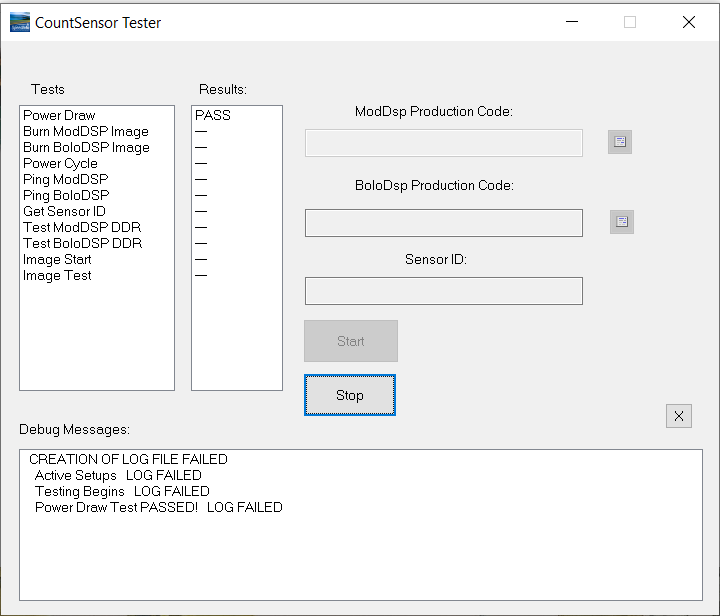 CountSensor Tester
Tests
Results:
Power Draw
Burn ModDSP Image
Burn BoloDSP Image
Power Cycle
Ping ModDSP
Ping BoloDSP
Get Sensor ID
Test ModDSP DDR
Test BoloDSP DDR
Image Start
Image Test
PASS
—
—
—
—
—
—
—
—
—
—
ModDsp Production Code:
BoloDsp Production Code:
Sensor ID:
Start
Stop
X
Debug Messages:
CREATION OF LOG FILE FAILED
Active Setups LOG FAILED
Testing Begins LOG FAILED
Power Draw Test PASSED! LOG FAILED